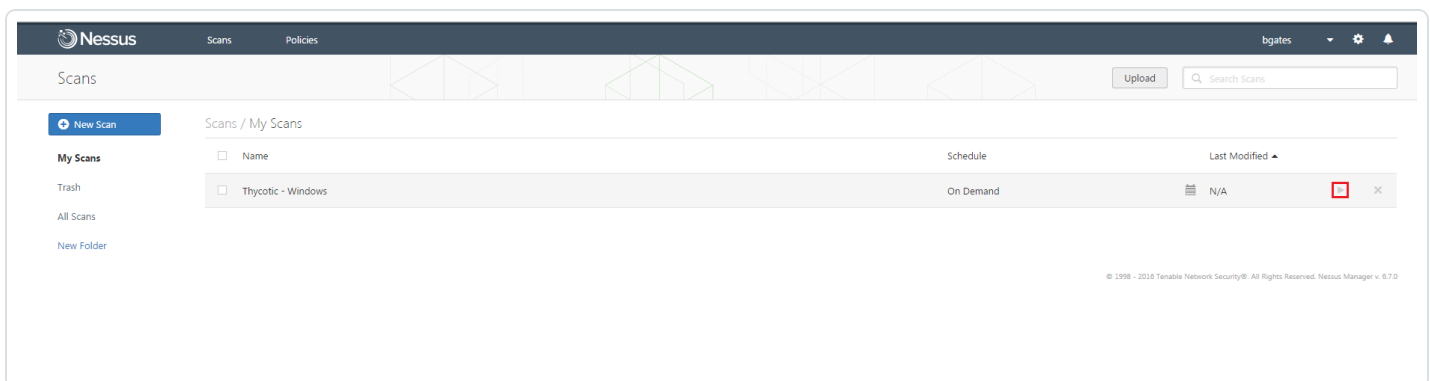 Nessus Scans Policies bgates
Scans Upload Search Scans
New Scan Scans / My Scans
My Scans Name Schedule Last Modified
Trash Thycotic - Windows On Demand N/A
All Scans
New Folder
© 1998 - 2016 Tenable Network Security®. All Rights Reserved. Nessus Manager v. 6.7.0